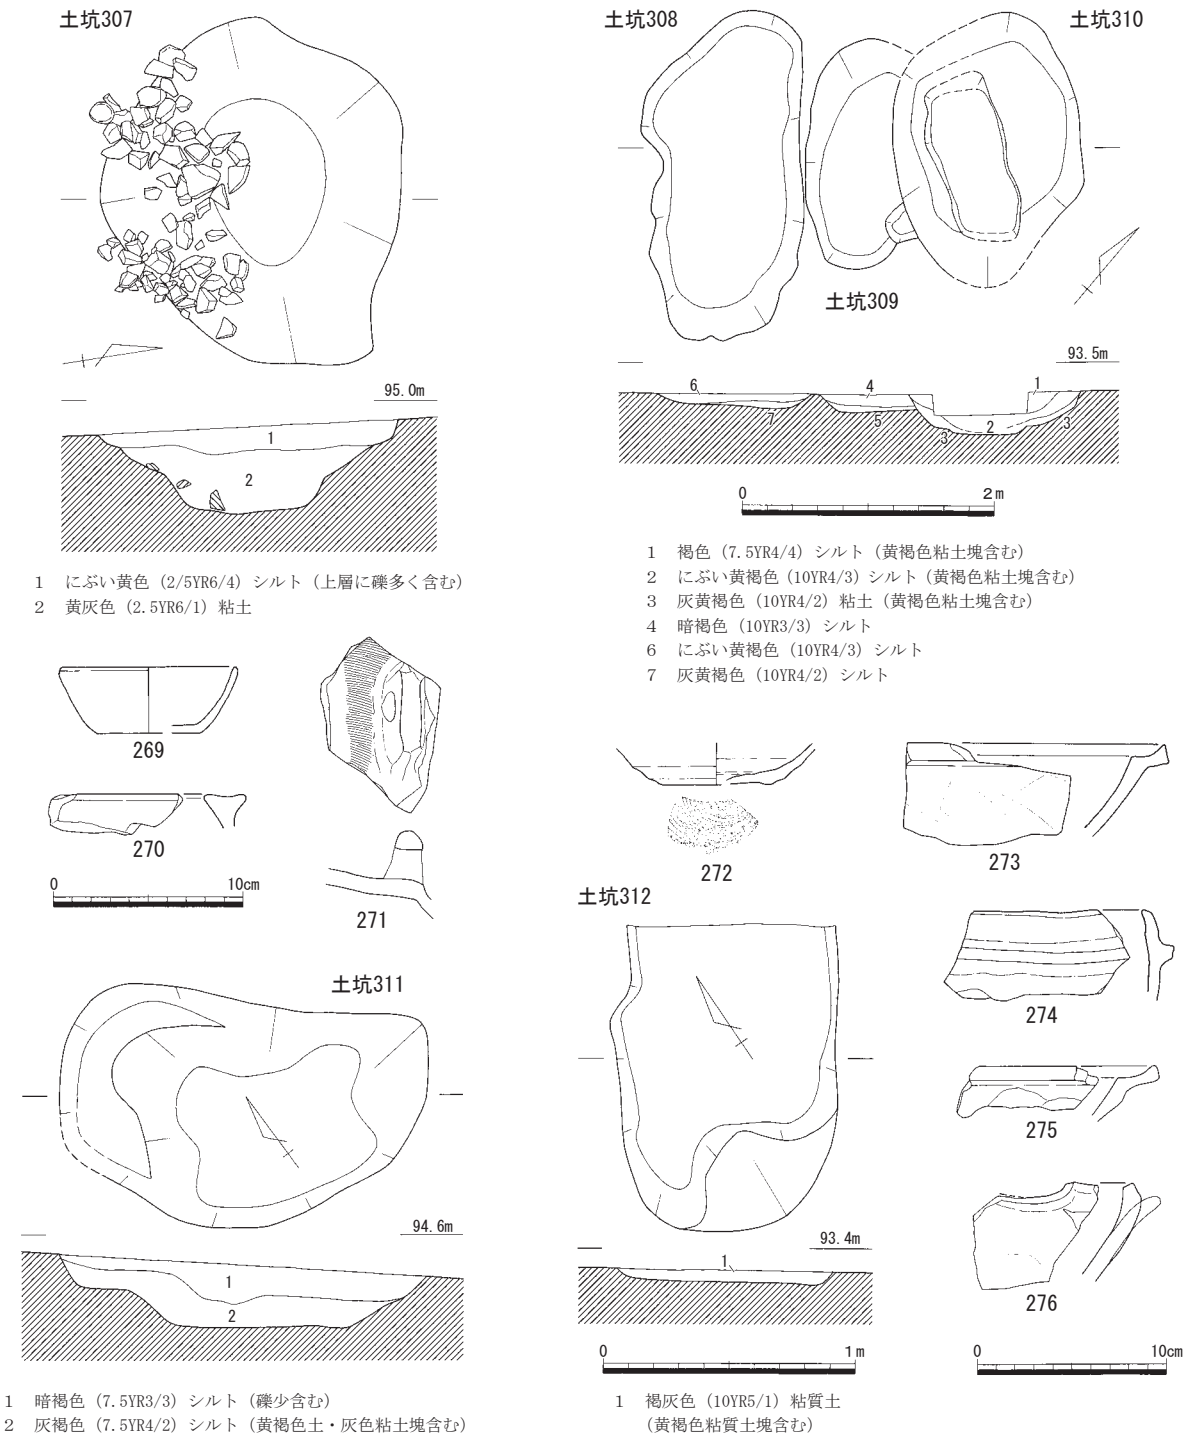 土坑307
95.0m
1
2
1 にぶい黄色（2/5YR6/4）シルト（上層に礫多く含む）
2 黄灰色（2.5YR6/1）粘土
269
270
271
0 10cm
土坑308
土坑310
土坑309
93.5m
6 4 1
7 5 3 2 3
0 2m
1 褐色（7.5YR4/4）シルト（黄褐色粘土塊含む）
2 にぶい黄褐色（10YR4/3）シルト（黄褐色粘土塊含む）
3 灰黄褐色（10YR4/2）粘土（黄褐色粘土塊含む）
4 暗褐色（10YR3/3）シルト
6 にぶい黄褐色（10YR4/3）シルト
7 灰黄褐色（10YR4/2）シルト
272
273
274
275
276
土坑311
94.6m
1
2
1 暗褐色（7.5YR3/3）シルト（礫少含む）
2 灰褐色（7.5YR4/2）シルト（黄褐色土・灰色粘土塊含む）
土坑312
93.4m
1
0 1m
1 褐灰色（10YR5/1）粘質土
（黄褐色粘質土塊含む）
0 10cm